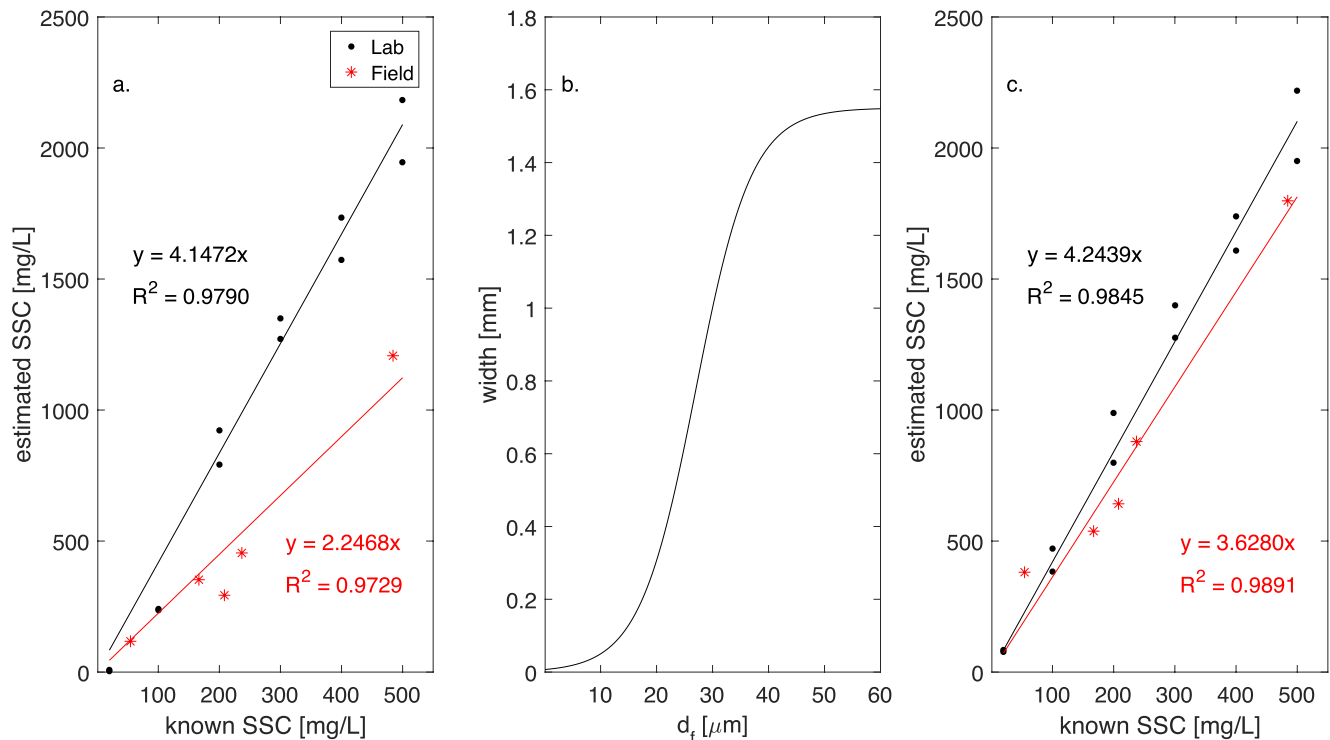 a.
Lab
Field
y = 4.1472x
R² = 0.9790
y = 2.2468x
R² = 0.9729
2500
2000
1500
1000
500
0
estimated SSC [mg/L]
100 200 300 400 500
known SSC [mg/L]
b.
1.8
1.6
1.4
1.2
1
0.8
0.6
0.4
0.2
0
width [mm]
10 20 30 40 50 60
d_f [μm]
c.
y = 4.2439x
R² = 0.9845
y = 3.6280x
R² = 0.9891
2500
2000
1500
1000
500
0
estimated SSC [mg/L]
100 200 300 400 500
known SSC [mg/L]